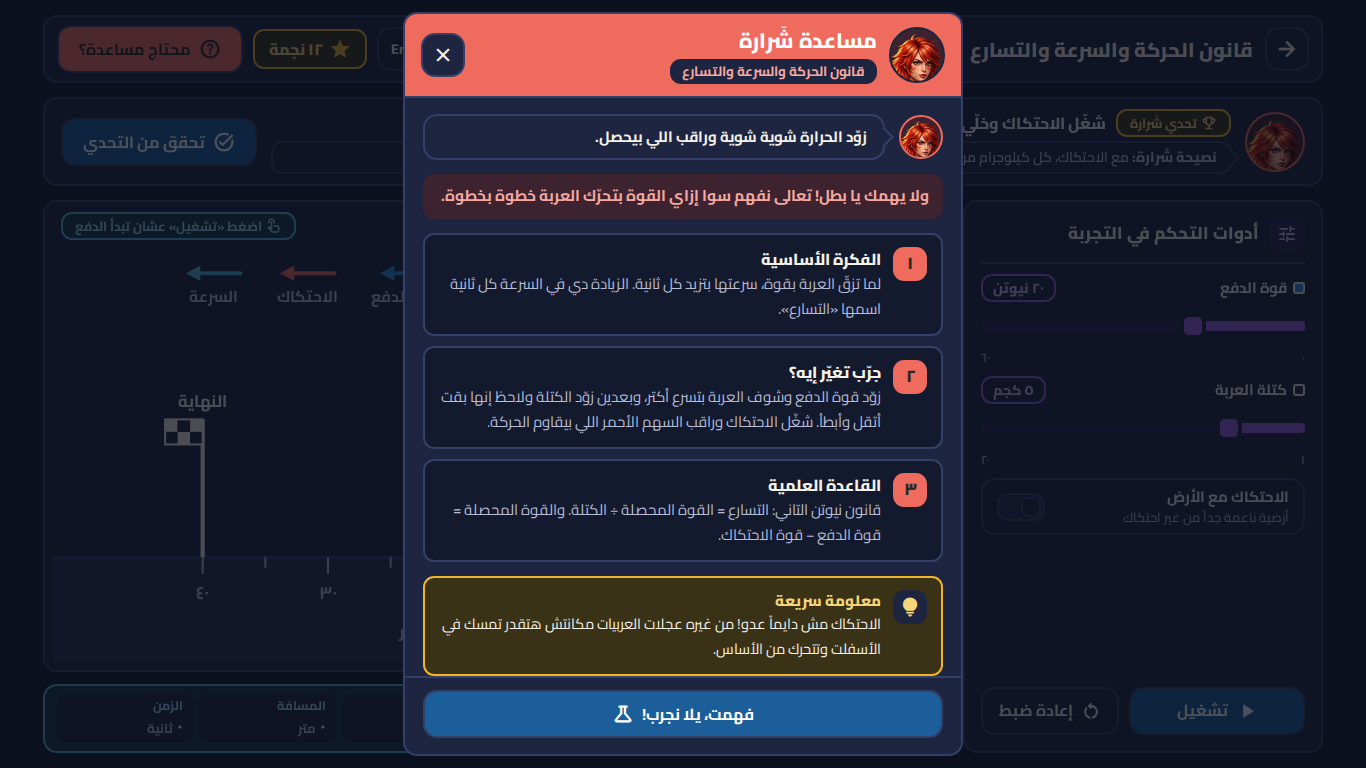 قانون الحركة والسرعة والتسارع
En
١٢ نجمة
محتاج مساعدة؟
تحدي شرارة
شغّل الاحتكاك وخلّي
نصيحة شرارة: مع الاحتكاك، كل كيلوجرام
تحقق من التحدي
أدوات التحكم في التجربة
قوة الدفع
٢٠ نيوتن
٠
٦٠
كتلة العربة
٥ كجم
١
٢٠
الاحتكاك مع الأرض
أرضية ناعمة جداً من غير احتكاك
تشغيل
إعادة ضبط
مساعدة شَرارة
قانون الحركة والسرعة والتسارع
زوّد الحرارة شوية شوية وراقب اللي بيحصل.
ولا يهمك يا بطل! تعالى نفهم سوا إزاي القوة بتحرّك العربة خطوة بخطوة.
١
الفكرة الأساسية
لما تزقّ العربة بقوة، سرعتها بتزيد كل ثانية. الزيادة دي في السرعة كل ثانية
اسمها «التسارع».
٢
جرّب تغيّر إيه؟
زوّد قوة الدفع وشوف العربة بتسرع أكتر، وبعدين زوّد الكتلة ولاحظ إنها بقت
أتقل وأبطأ. شغّل الاحتكاك وراقب السهم الأحمر اللي بيقاوم الحركة.
٣
القاعدة العلمية
قانون نيوتن التاني: التسارع = القوة المحصلة ÷ الكتلة. والقوة المحصلة =
قوة الدفع − قوة الاحتكاك.
معلومة سريعة
الاحتكاك مش دايماً عدو! من غيره عجلات العربيات مكانتش هتقدر تمسك في
الأسفلت وتتحرك من الأساس.
فهمت، يلا نجرب!
اضغط «تشغيل» عشان تبدأ الدفع
الدفع
الاحتكاك
السرعة
النهاية
٣٠
٤٠
المسافة
٠ متر
الزمن
٠ ثانية